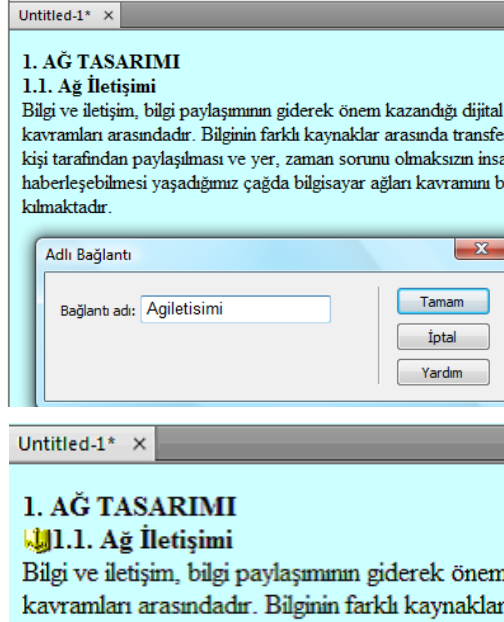 Untitled-1* ×
1. AĞ TASARIMI
1.1. Ağ İletişimi
Bilgi ve iletişim, bilgi paylaşımının giderek önem kazandığı dijital
kavramları arasındadır. Bilginin farklı kaynaklar arasında transfe
kişi tarafından paylaşılması ve yer, zaman sorunu olmaksızın insa
haberleşebilmesi yaşadığımız çağda bilgisayar ağları kavramını b
kılmaktadır.
Adlı Bağlantı
Bağlantı adı: Agiletisimi
Tamam
İptal
Yardım
Untitled-1* ×
1. AĞ TASARIMI
1.1. Ağ İletişimi
Bilgi ve iletişim, bilgi paylaşımının giderek önem
kavramları arasındadır. Bilginin farklı kaynaklar